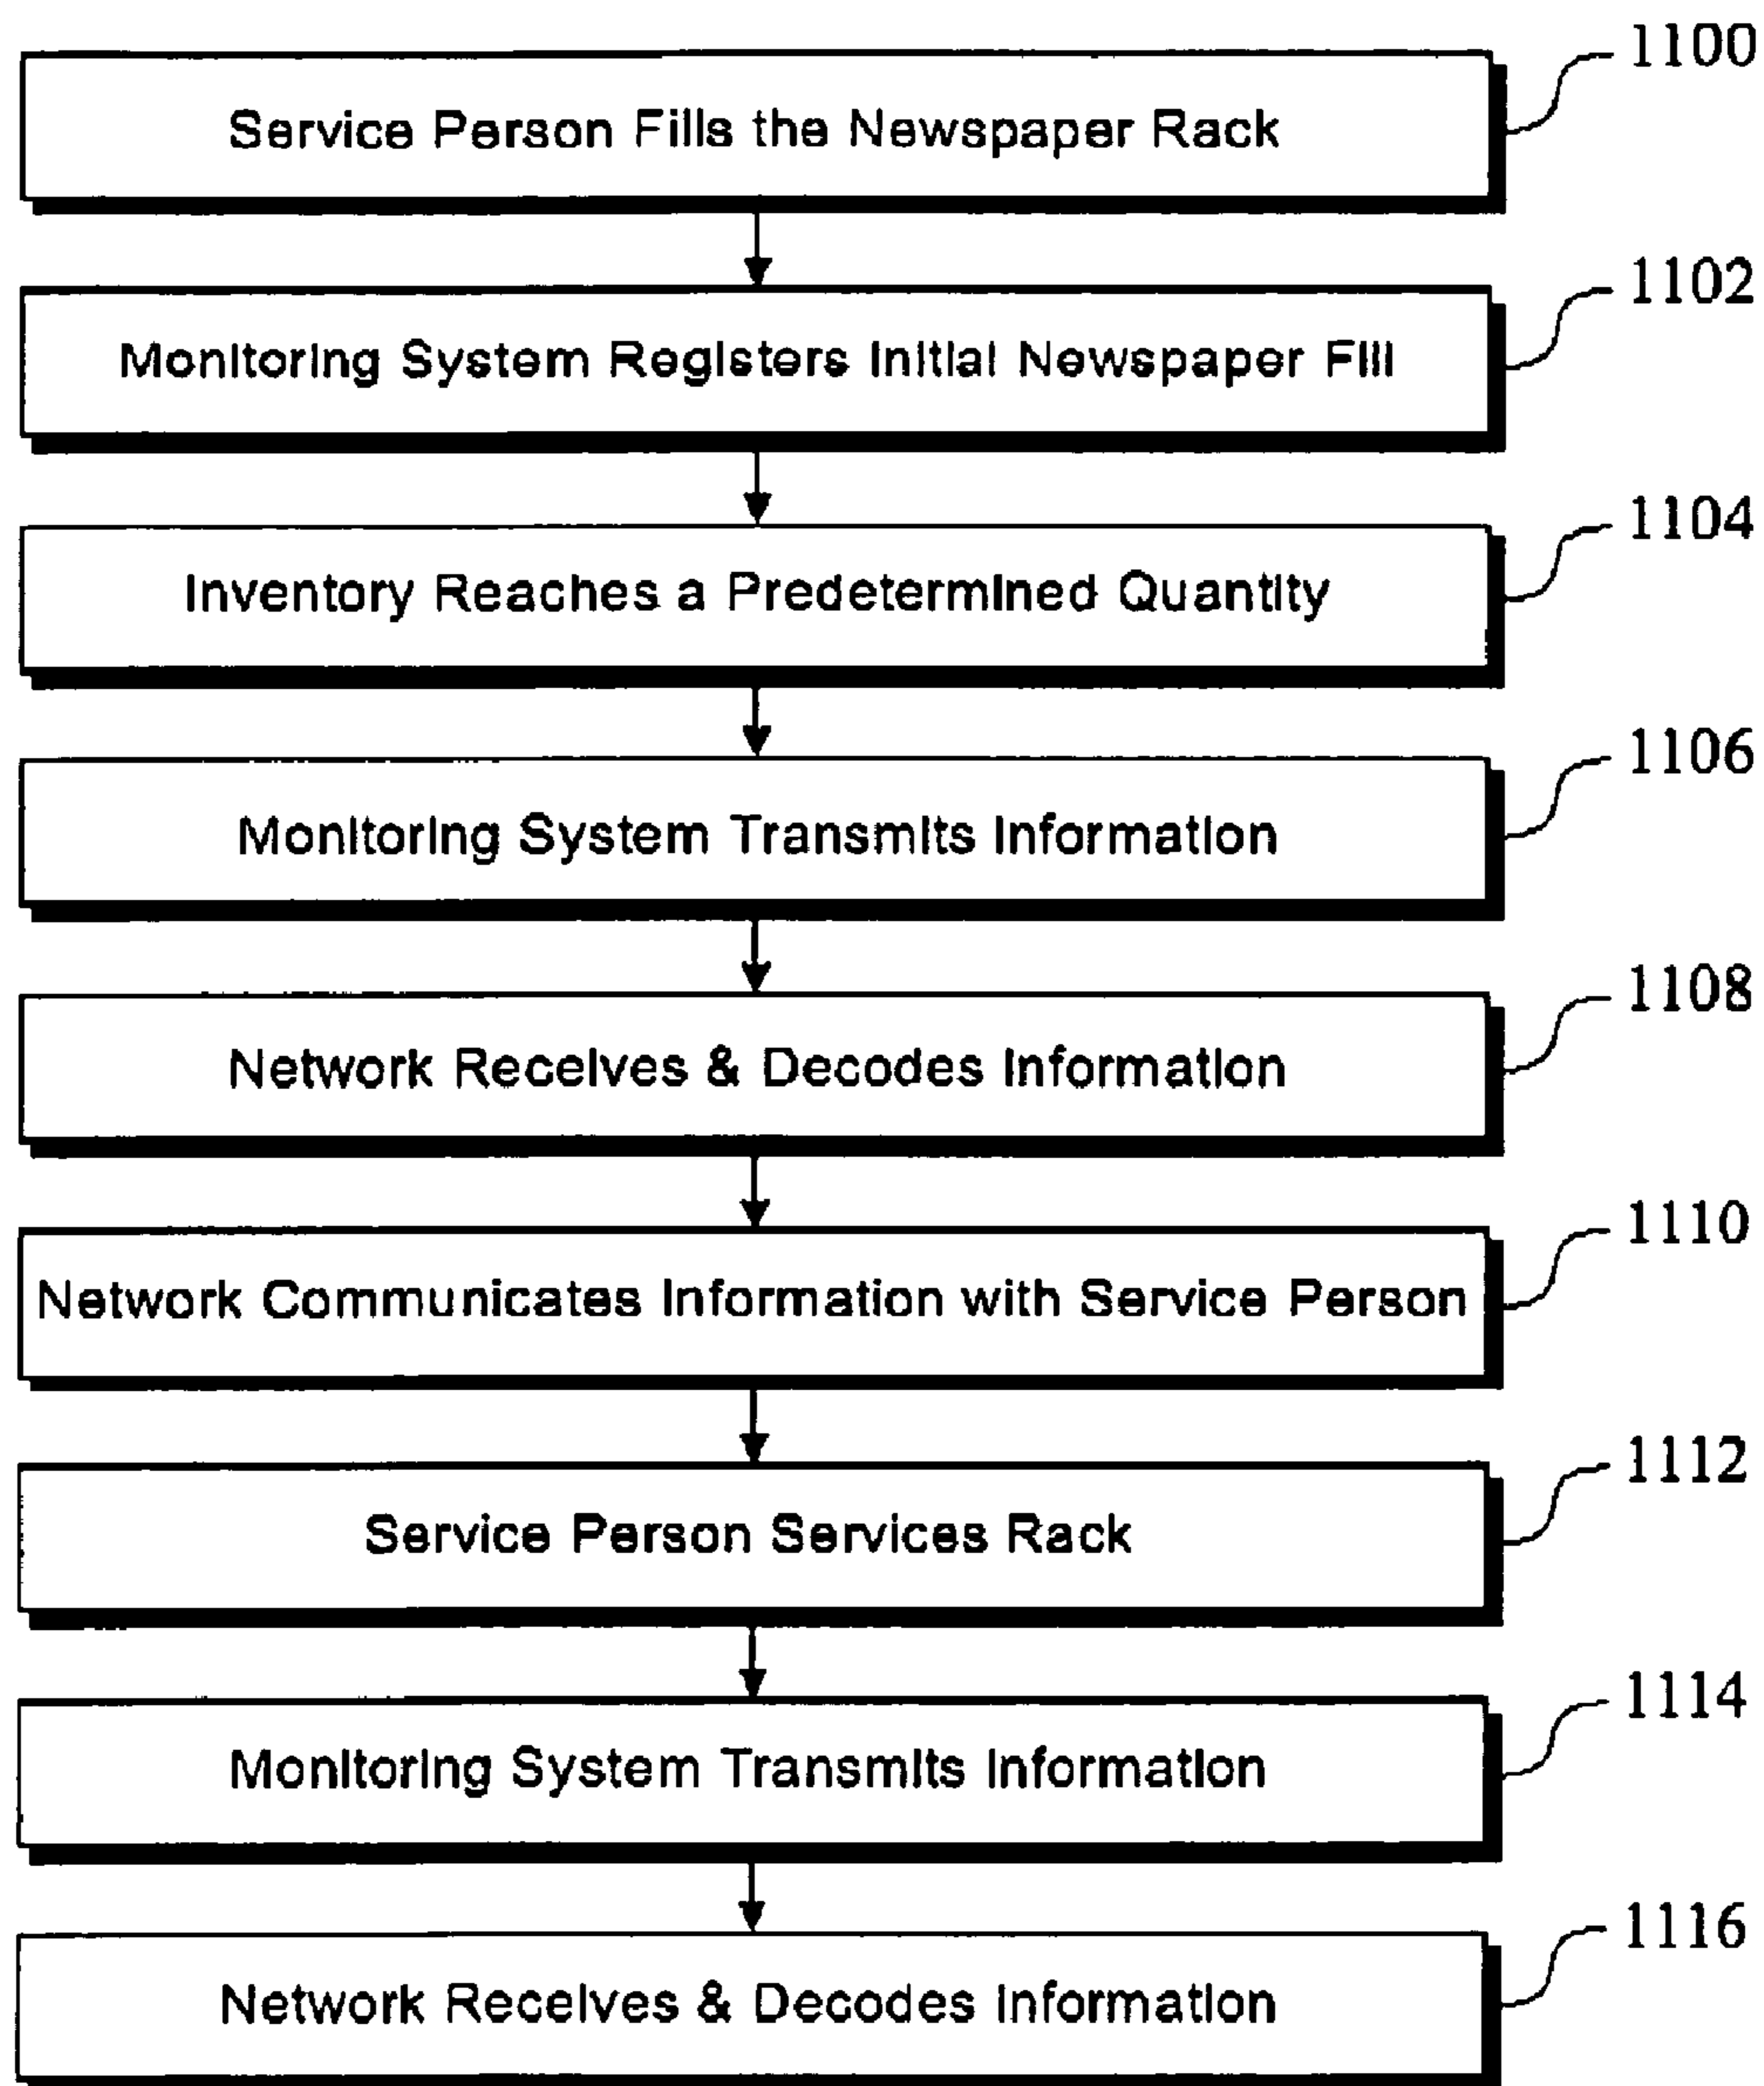 1100
Service Person Fills the Newspaper Rack
1102
Monitoring System Registers Initial Newspaper Fill
1104
Inventory Reaches a Predetermined Quantity
1106
Monitoring System Transmits Information
1108
Network Receives & Decodes Information
1110
Network Communicates Information with Service Person
1112
Service Person Services Rack
1114
Monitoring System Transmits Information
1116
Network Receives & Decodes Information